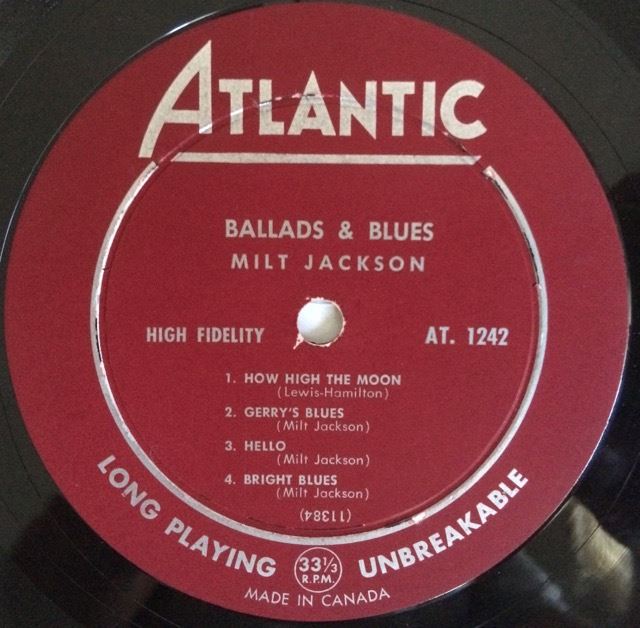 ATLANTIC
BALLADS & BLUES
MILT JACKSON
HIGH FIDELITY
AT. 1242
1. HOW HIGH THE MOON
(Lewis-Hamilton)
2. GERRY'S BLUES
(Milt Jackson)
3. HELLO
(Milt Jackson)
4. BRIGHT BLUES
(Milt Jackson)
(11384)
LONG PLAYING 33⅓ R.P.M. UNBREAKABLE
MADE IN CANADA